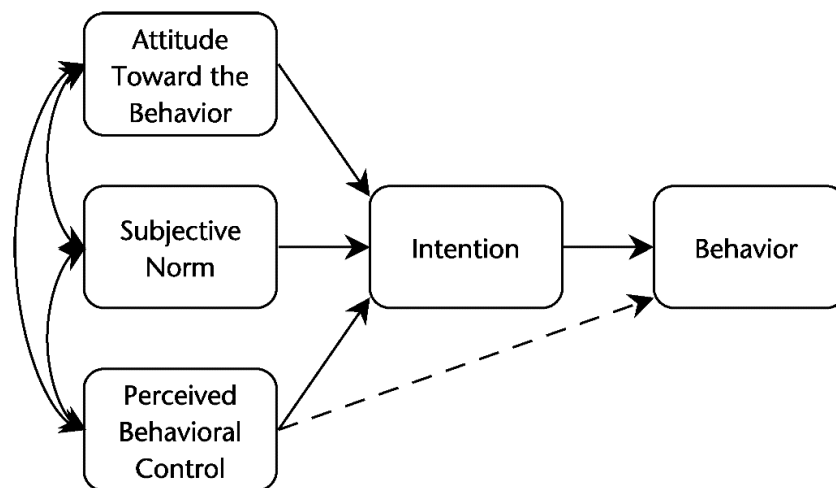 Attitude
Toward the
Behavior
Subjective
Norm
Intention
Behavior
Perceived
Behavioral
Control